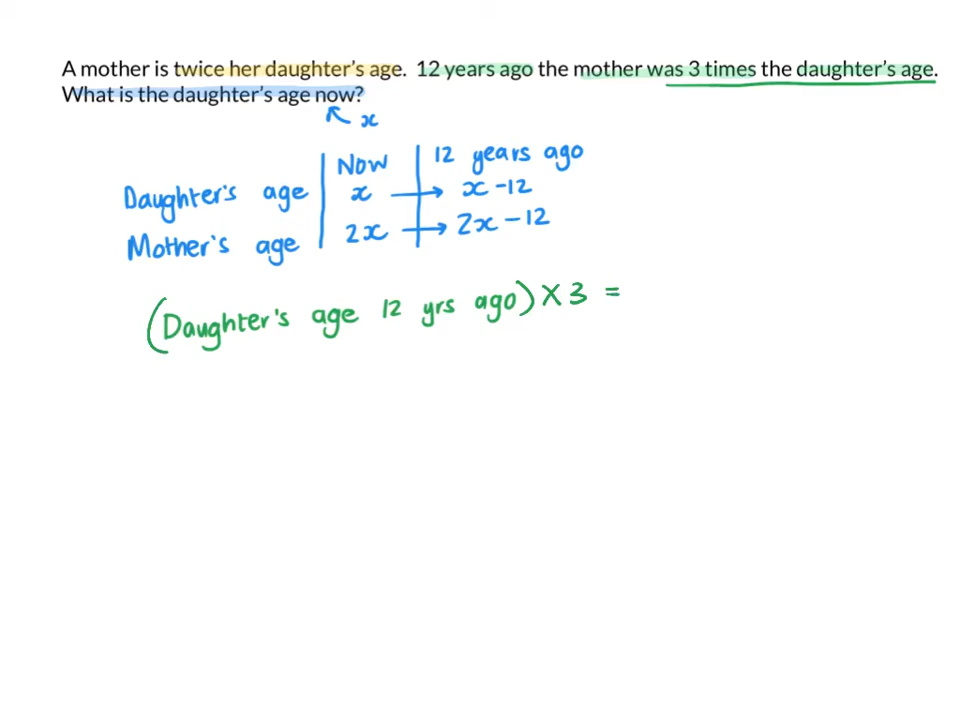 A mother is twice her daughter's age. 12 years ago the mother was 3 times the daughter's age.
What is the daughter's age now?
x
Now 12 years ago
Daughter's age x → x - 12
Mother's age 2x → 2x - 12
(Daughter's age 12 yrs ago) × 3 =